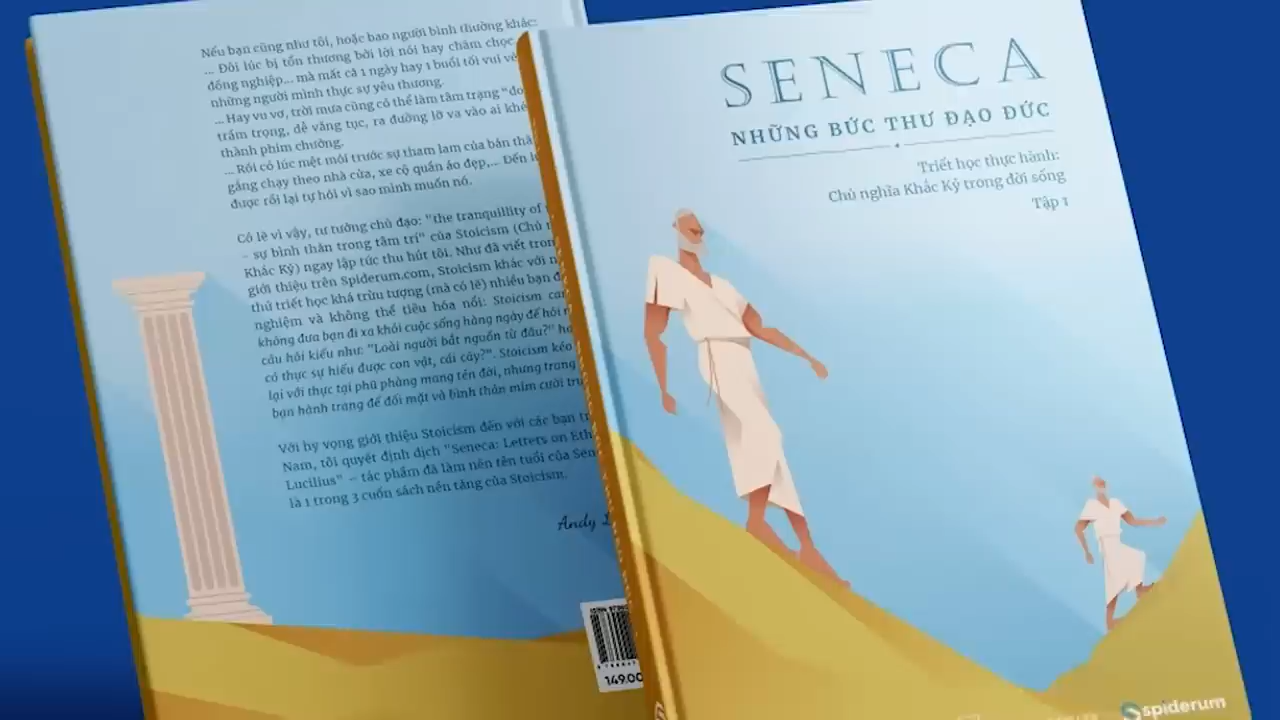 Nếu bạn cũng như tôi, hoặc bao người bình thường khác:
... Đôi lúc bị tổn thương bởi lời nói hay châm chọc
đồng nghiệp... mà mất cả 1 ngày hay 1 buổi tối vui vẻ
những người mình thực sự yêu thương.
... Hay vu vơ, trời mưa cũng có thể làm tâm trạng "đo
trầm trọng, dễ văng tục, ra đường lỡ va vào ai khé
thành phim chưởng.
... Rồi có lúc mệt mỏi trước sự tham lam của bản thâ
gắng chạy theo nhà cửa, xe cộ quần áo đẹp,... Đến l
được rồi lại tự hỏi vì sao mình muốn nó.
Có lẽ vì vậy, tư tưởng chủ đạo: "the tranquillity of
– sự bình thản trong tâm trí" của Stoicism (Chủ n
Khắc Kỷ) ngay lập tức thu hút tôi. Như đã viết tron
giới thiệu trên Spiderum.com, Stoicism khác với n
thứ triết học khá trừu tượng (mà có lẽ) nhiều bạn đ
nghiệm và không thể tiêu hóa nổi: Stoicism can
không đưa bạn đi xa khỏi cuộc sống hàng ngày để hỏi n
câu hỏi kiểu như: "Loài người bắt nguồn từ đâu?" ho
có thực sự hiểu được con vật, cái cây?". Stoicism kéo
lại với thực tại phũ phàng mang tên đời, nhưng trang
bạn hành trang để đối mặt và bình thản mỉm cười trư
Với hy vọng giới thiệu Stoicism đến với các bạn tr
Nam, tôi quyết định dịch "Seneca: Letters on Eth
Lucilius" – tác phẩm đã làm nên tên tuổi của Sen
là 1 trong 3 cuốn sách nền tảng của Stoicism.
Andy L
149.00
SENECA
NHỮNG BỨC THƯ ĐẠO ĐỨC
Triết học thực hành:
Chủ nghĩa Khắc Kỷ trong đời sống
Tập 1
spiderum